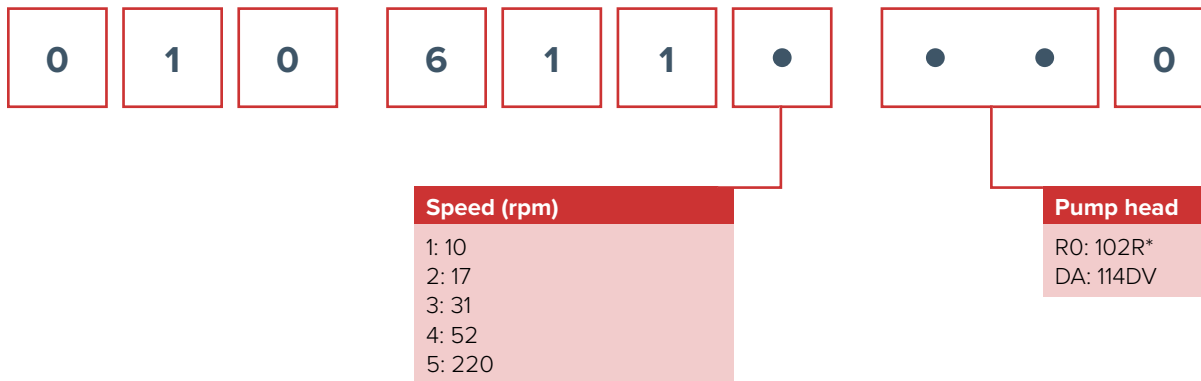 0 1 0 6 1 1 • • • 0
Speed (rpm)
1: 10
2: 17
3: 31
4: 52
5: 220
Pump head
R0: 102R*
DA: 114DV